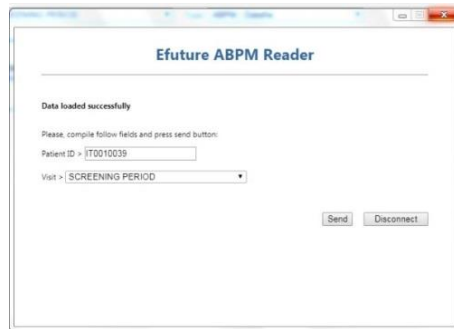 Efuture ABPM Reader
Data loaded successfully
Please, compile follow fields and press send button:
Patient ID > IT0010039
Visit > SCREENING PERIOD
Send Disconnect